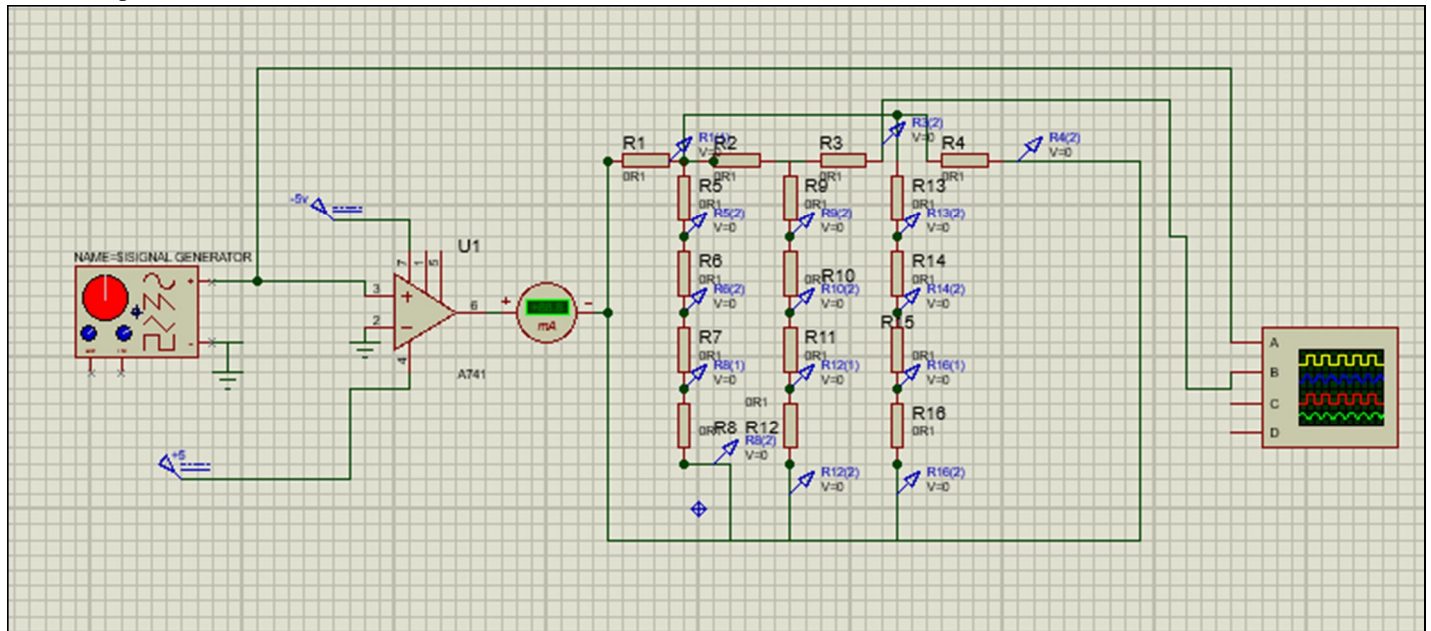 R1
R1(1)
V=0
R2
R3
R3(2)
V=0
R4
R4(2)
V=0
0R1
0R1
0R1
0R1
R5
0R1
R5(2)
V=0
R9
0R1
R9(2)
V=0
R13
0R1
R13(2)
V=0
-5v
NAME=$ISIGNAL GENERATOR
+
-
AMP
7
1
5
U1
3
+
2
−
6
4
A741
+
-
mA
R6
0R1
R6(2)
V=0
0R1
R10
R10(2)
V=0
R14
0R1
R14(2)
V=0
R7
0R1
R8(1)
V=0
R11
0R1
R12(1)
V=0
R15
0R1
R16(1)
V=0
A
B
C
D
0R1
R8
R8(2)
V=0
0R1
R12
R12(2)
V=0
R16
0R1
R16(2)
V=0
+5